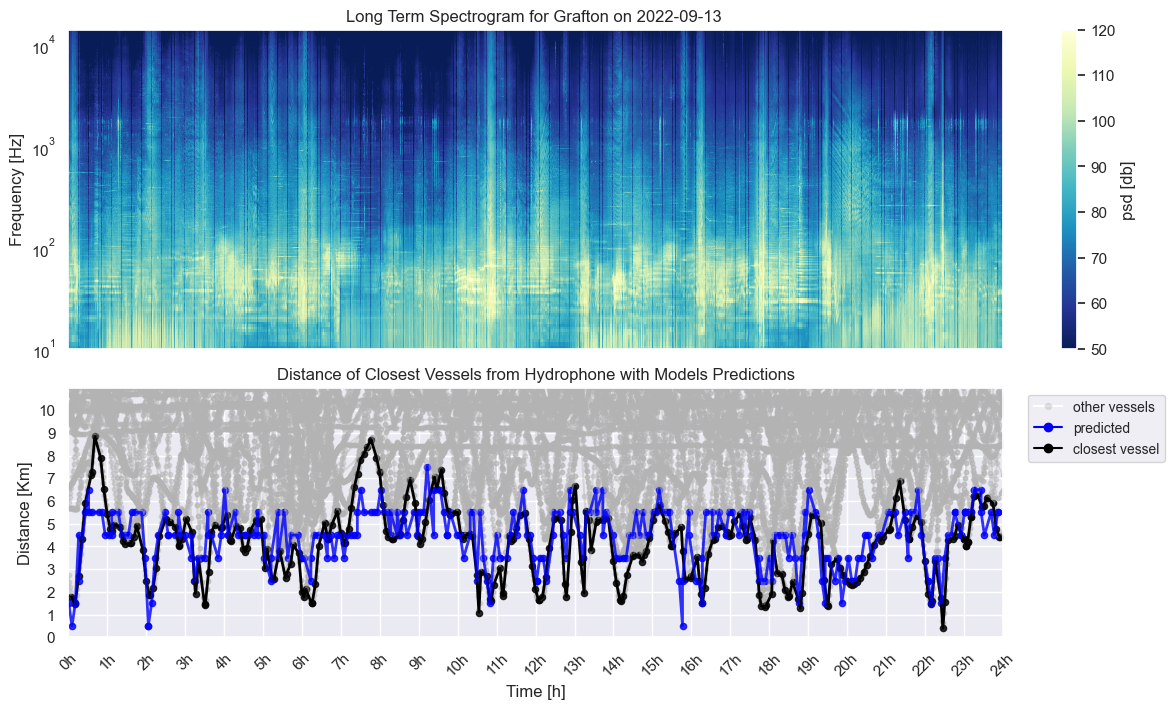 Long Term Spectrogram for Grafton on 2022-09-13
Frequency [Hz]
10^4
10^3
10^2
10^1
120
110
100
90
80
70
60
50
psd [db]
Distance of Closest Vessels from Hydrophone with Models Predictions
Distance [Km]
10
9
8
7
6
5
4
3
2
1
0
other vessels
predicted
closest vessel
0h 1h 2h 3h 4h 5h 6h 7h 8h 9h 10h 11h 12h 13h 14h 15h 16h 17h 18h 19h 20h 21h 22h 23h 24h
Time [h]